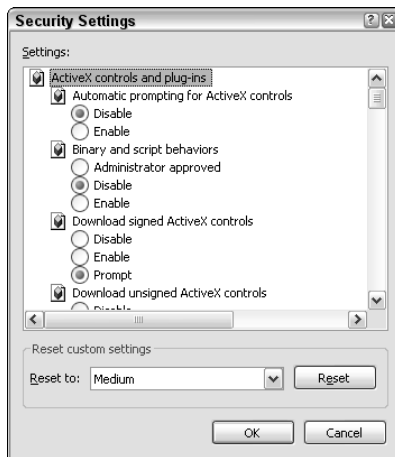 Security Settings
Settings:
ActiveX controls and plug-ins
Automatic prompting for ActiveX controls
Disable
Enable
Binary and script behaviors
Administrator approved
Disable
Enable
Download signed ActiveX controls
Disable
Enable
Prompt
Download unsigned ActiveX controls
Disable
Reset custom settings
Reset to: Medium Reset
OK Cancel